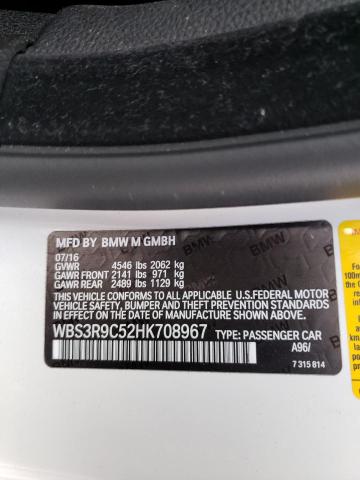 MFD BY BMW M GMBH
07/16
GVWR 4546 lbs 2062 kg
GAWR FRONT 2141 lbs 971 kg
GAWR REAR 2489 lbs 1129 kg
THIS VEHICLE CONFORMS TO ALL APPLICABLE U.S. FEDERAL MOTOR
VEHICLE SAFETY, BUMPER AND THEFT PREVENTION STANDARDS
IN EFFECT ON THE DATE OF MANUFACTURE SHOWN ABOVE.
WBS3R9C52HK708967 TYPE: PASSENGER CAR
A96/
7 315 814